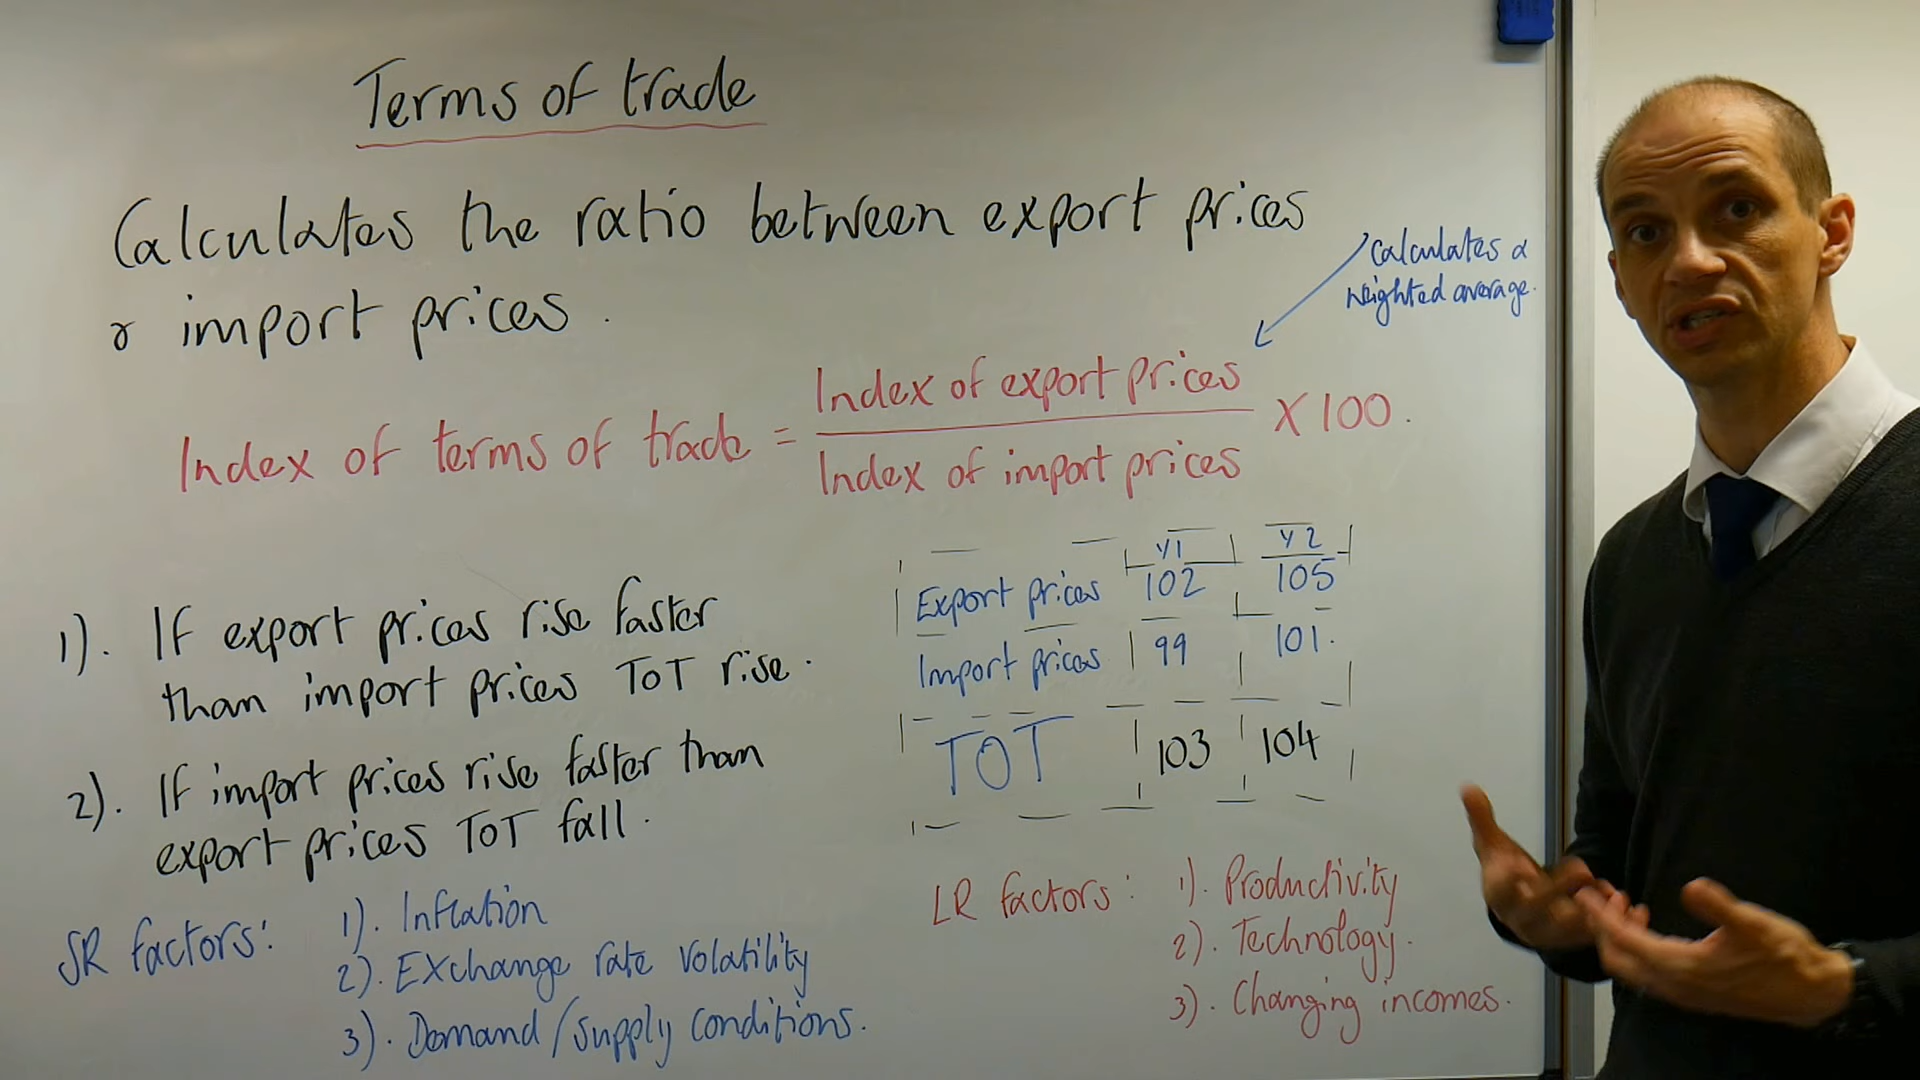 Terms of trade
Calculates the ratio between export prices
& import prices.
Calculates a
weighted average.
Index of terms of trade = Index of export prices / Index of import prices X 100.
Y1 Y2
Export prices 102 105
Import prices 99 101.
TOT 103 104
1). If export prices rise faster
than import prices ToT rise.
2). If import prices rise faster than
export prices ToT fall.
SR factors: 1). Inflation
2). Exchange rate volatility
3). Demand/supply conditions.
LR factors: 1). Productivity
2). Technology.
3). Changing incomes.